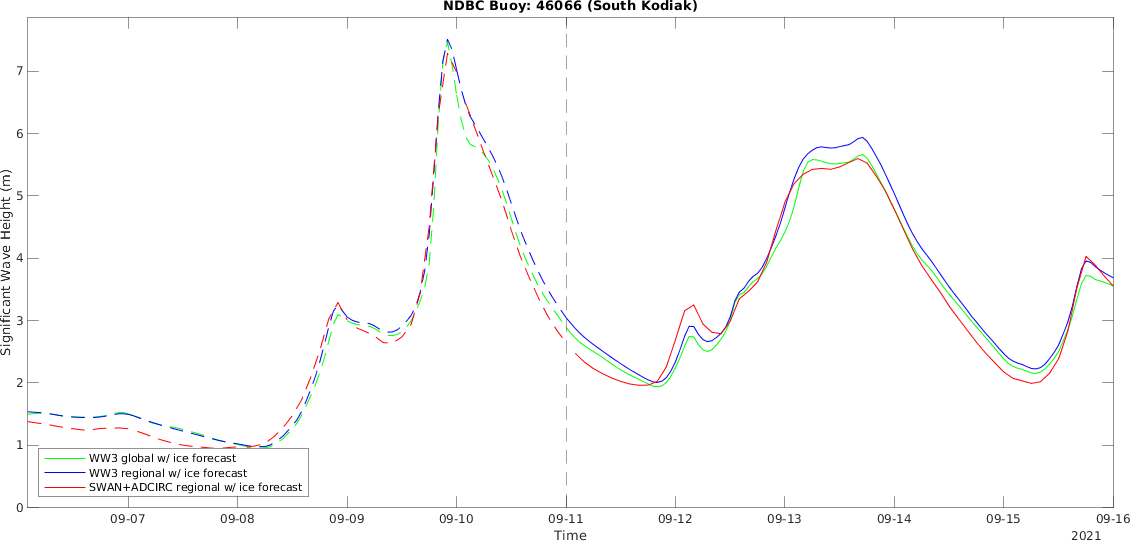 NDBC Buoy: 46066 (South Kodiak)
Significant Wave Height (m)
7
6
5
4
3
2
1
0
WW3 global w/ ice forecast
WW3 regional w/ ice forecast
SWAN+ADCIRC regional w/ ice forecast
09-07 09-08 09-09 09-10 09-11 09-12 09-13 09-14 09-15 09-16
Time
2021